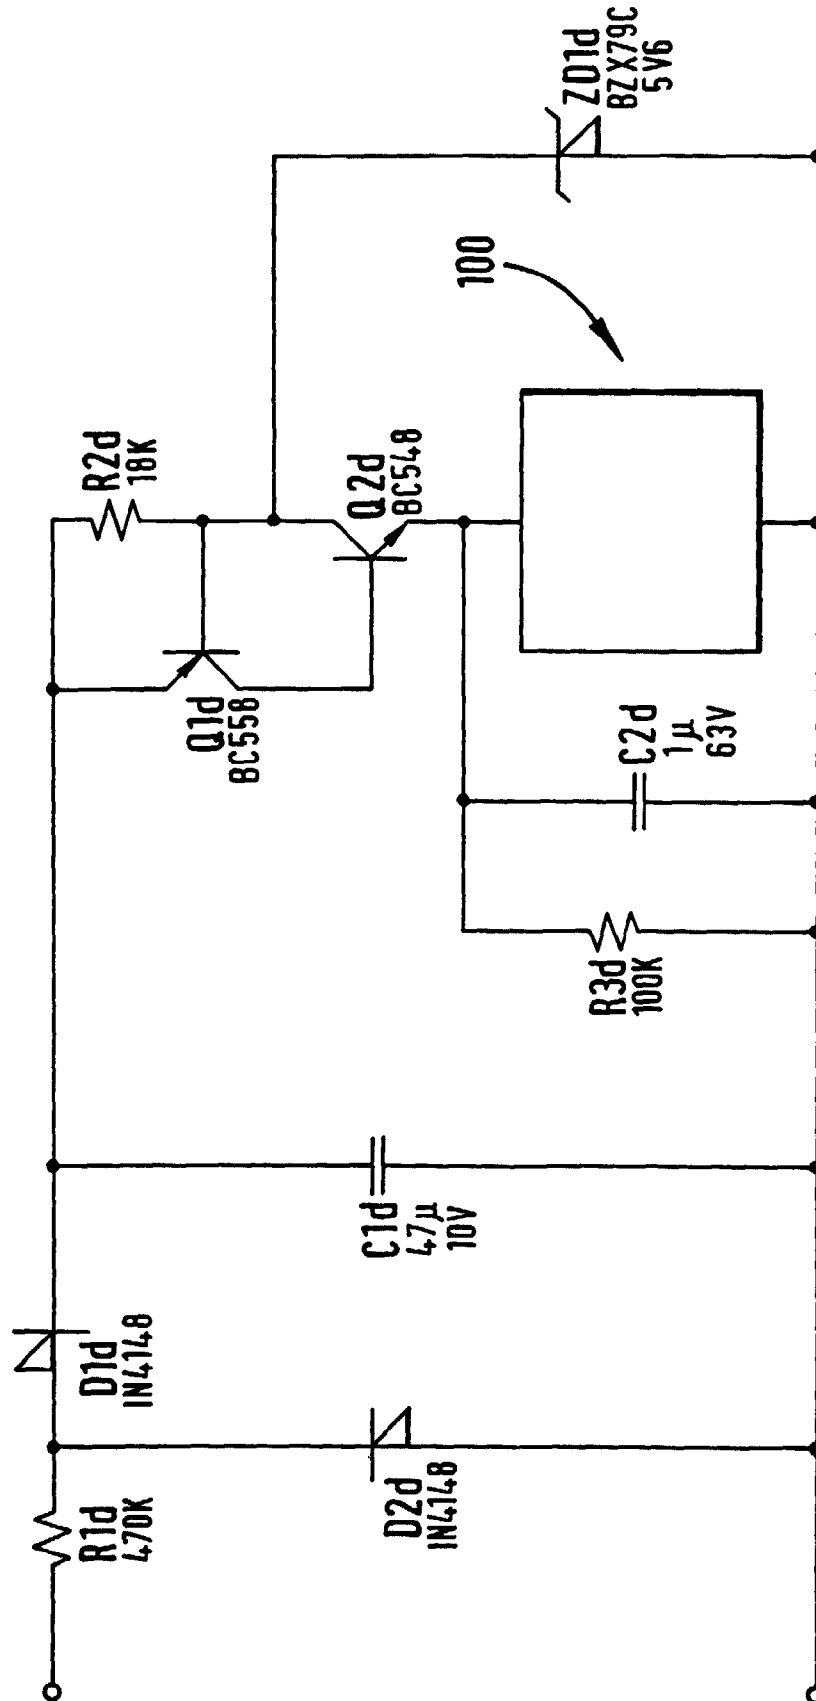 R1d
470K
D1d
IN4148
D2d
IN4148
C1d
47µ
10V
R3d
100K
C2d
1µ
63V
Q1d
BC558
R2d
18K
Q2d
BC548
100
ZD1d
BZX79C
5V6